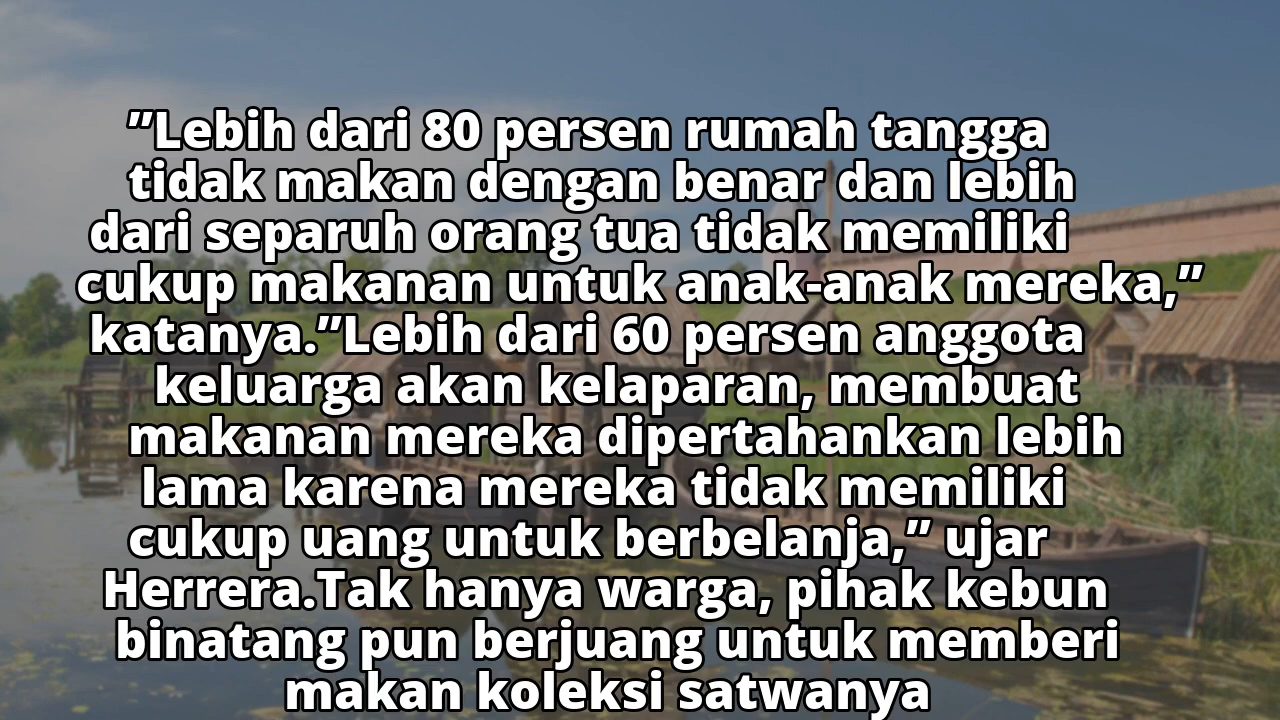 ”Lebih dari 80 persen rumah tangga
tidak makan dengan benar dan lebih
dari separuh orang tua tidak memiliki
cukup makanan untuk anak-anak mereka,”
katanya.”Lebih dari 60 persen anggota
keluarga akan kelaparan, membuat
makanan mereka dipertahankan lebih
lama karena mereka tidak memiliki
cukup uang untuk berbelanja,” ujar
Herrera.Tak hanya warga, pihak kebun
binatang pun berjuang untuk memberi
makan koleksi satwanya